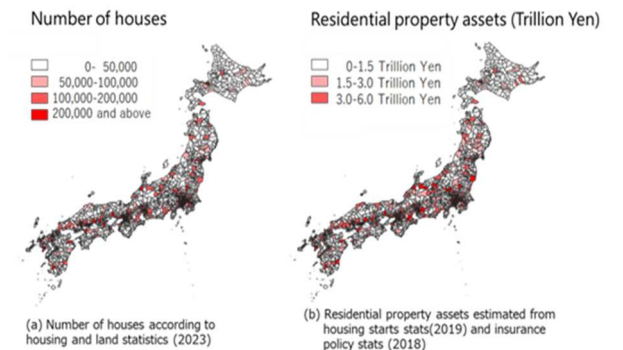 Number of houses
0- 50,000
50,000-100,000
100,000-200,000
200,000 and above
(a) Number of houses according to
housing and land statistics (2023)
Residential property assets (Trillion Yen)
0-1.5 Trillion Yen
1.5-3.0 Trillion Yen
3.0-6.0 Trillion Yen
(b) Residential property assets estimated from
housing starts stats(2019) and insurance
policy stats (2018)